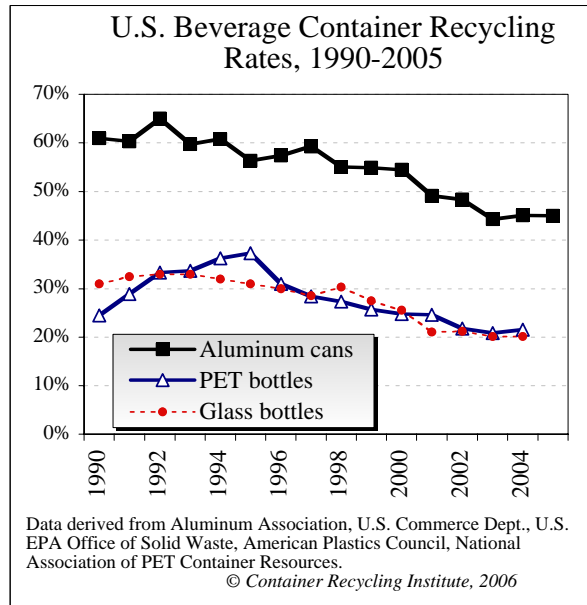 U.S. Beverage Container Recycling
Rates, 1990-2005
70%
60%
50%
40%
30%
20%
10%
0%
Aluminum cans
PET bottles
Glass bottles
1990
1992
1994
1996
1998
2000
2002
2004
Data derived from Aluminum Association, U.S. Commerce Dept., U.S.
EPA Office of Solid Waste, American Plastics Council, National
Association of PET Container Resources.
© Container Recycling Institute, 2006